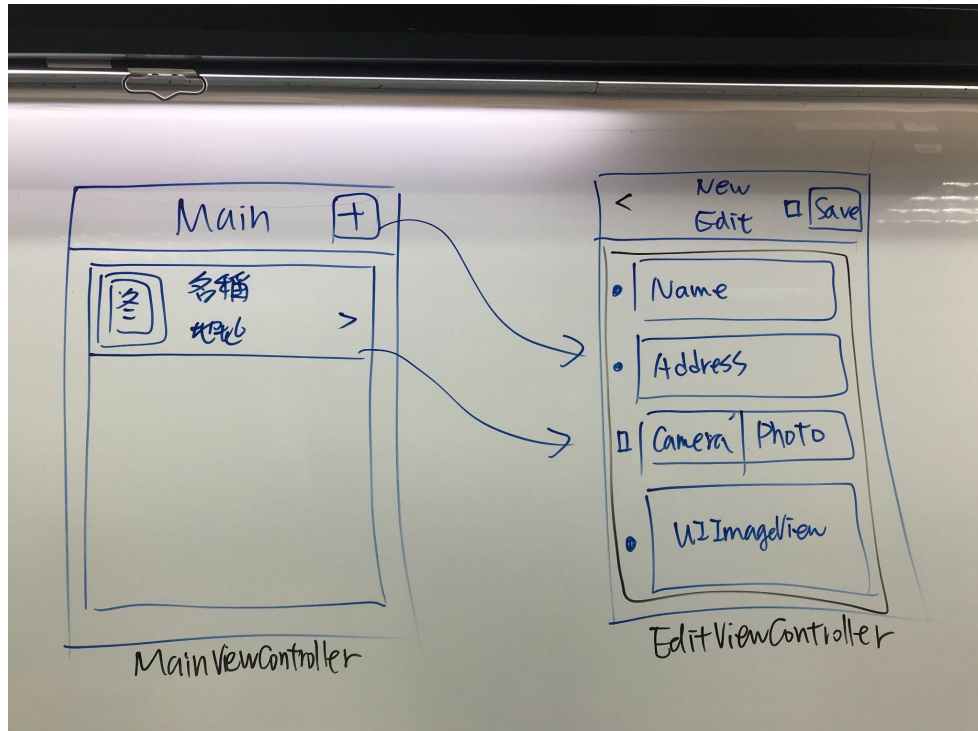 Main +
名稱
地址 >
MainViewController
< New
Edit Save
Name
Address
Camera Photo
UIImageView
EditViewController